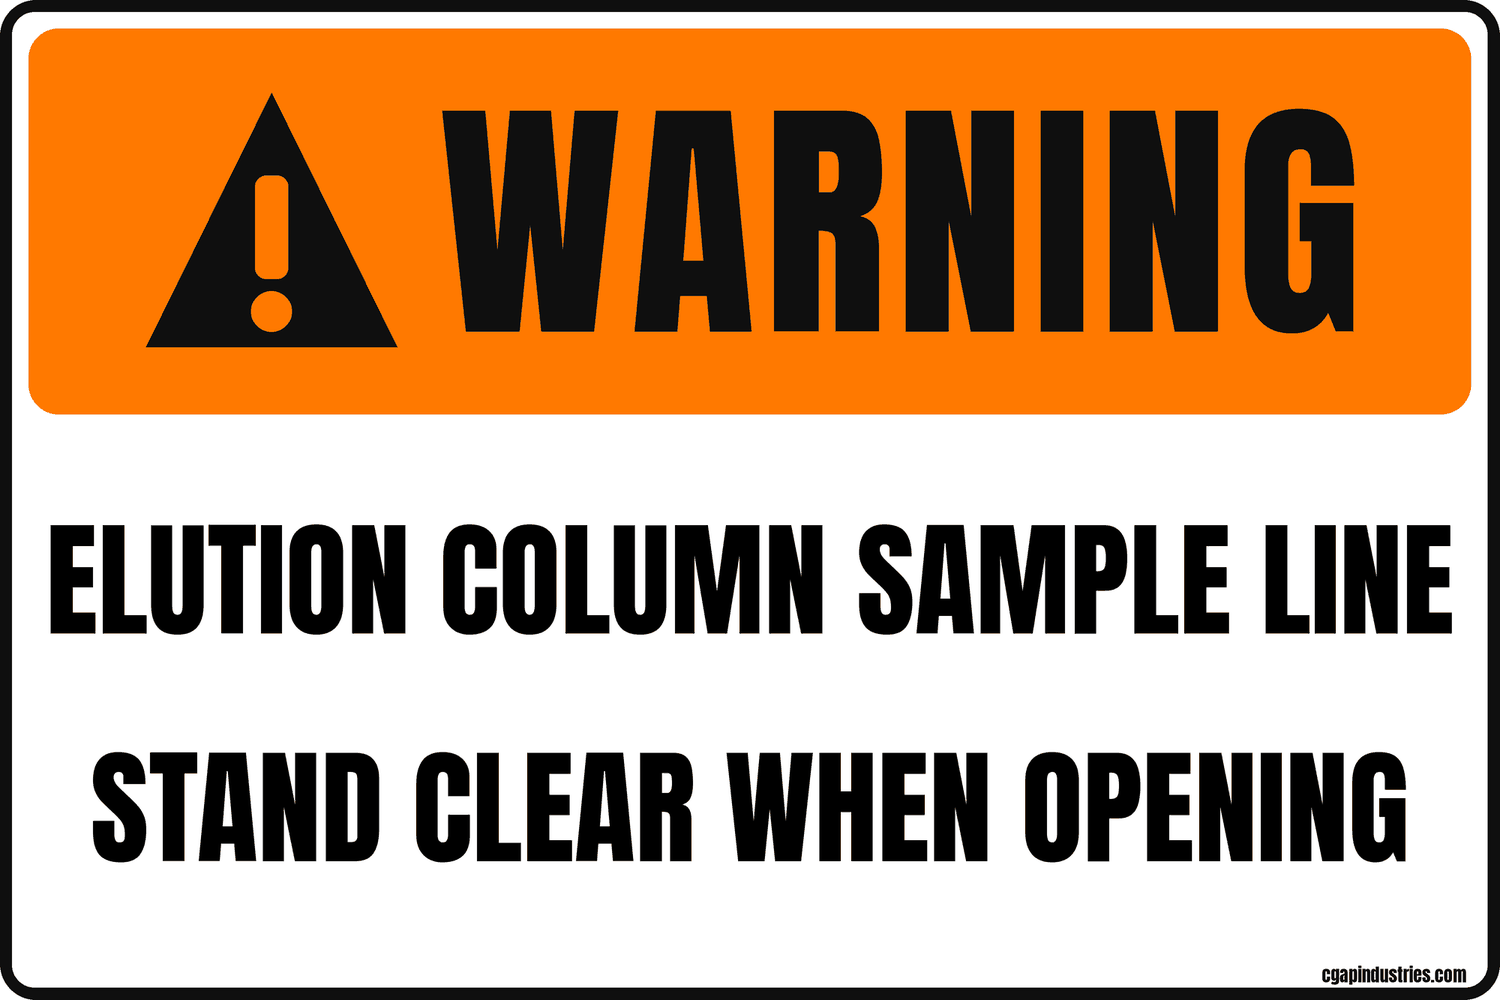 WARNING
ELUTION COLUMN SAMPLE LINE
STAND CLEAR WHEN OPENING
cgapindustries.com